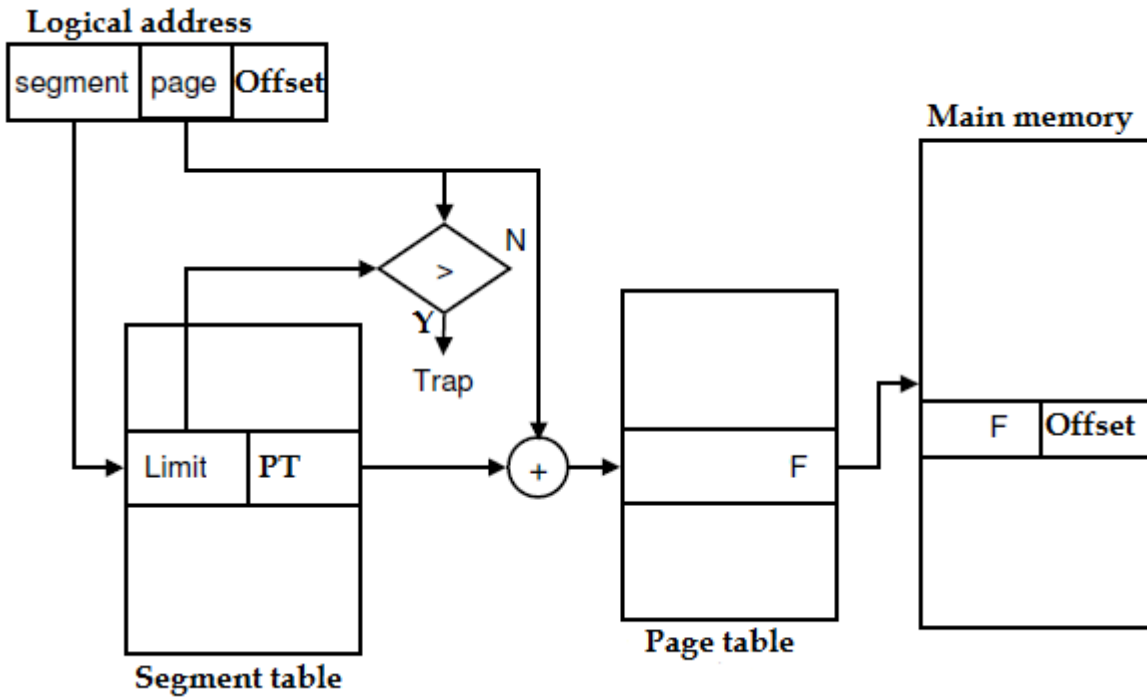 Logical address
segment page Offset
Main memory
N
>
Y
Trap
F Offset
Limit PT
+
F
Page table
Segment table